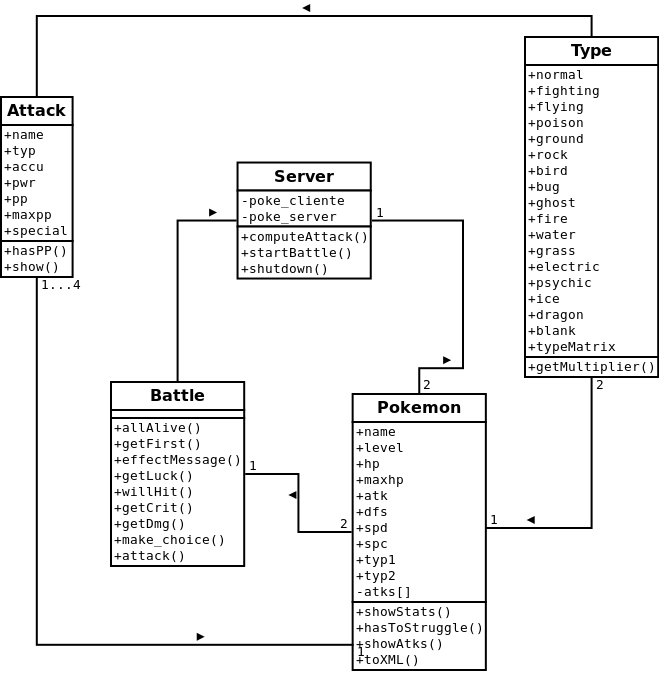 Type
+normal
+fighting
+flying
+poison
+ground
+rock
+bird
+bug
+ghost
+fire
+water
+grass
+electric
+psychic
+ice
+dragon
+blank
+typeMatrix
+getMultiplier()
2
Attack
+name
+typ
+accu
+pwr
+pp
+maxpp
+special
+hasPP()
+show()
1...4
Server
-poke_cliente
-poke_server
+computeAttack()
+startBattle()
+shutdown()
1
2
Battle
+allAlive()
+getFirst()
+effectMessage()
+getLuck()
+willHit()
+getCrit()
+getDmg()
+make_choice()
+attack()
1
2
Pokemon
+name
+level
+hp
+maxhp
+atk
+dfs
+spd
+spc
+typ1
+typ2
-atks[]
+showStats()
+hasToStruggle()
+showAtks()
+toXML()
1
1